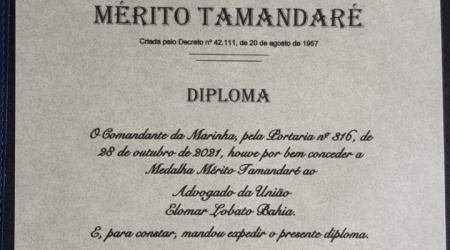 MÉRITO TAMANDARÉ
Criada pelo Decreto nº 42.111, de 20 de agosto de 1957
DIPLOMA
O Comandante da Marinha, pela Portaria nº 316, de
28 de outubro de 2021, houve por bem conceder a
Medalha Mérito Tamandaré ao
Advogado da União
Elomar Lobato Bahia.
E, para constar, mandou expedir o presente diploma.